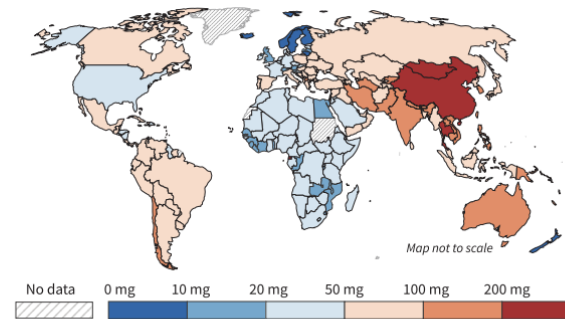 Map not to scale
No data
0 mg
10 mg
20 mg
50 mg
100 mg
200 mg